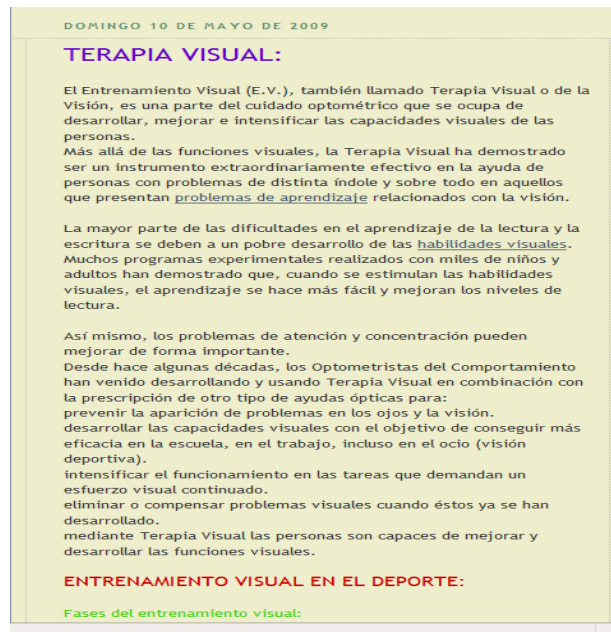 DOMINGO 10 DE MAYO DE 2009
TERAPIA VISUAL:
El Entrenamiento Visual (E.V.), también llamado Terapia Visual o de la
Visión, es una parte del cuidado optométrico que se ocupa de
desarrollar, mejorar e intensificar las capacidades visuales de las
personas.
Más allá de las funciones visuales, la Terapia Visual ha demostrado
ser un instrumento extraordinariamente efectivo en la ayuda de
personas con problemas de distinta índole y sobre todo en aquellos
que presentan problemas de aprendizaje relacionados con la visión.
La mayor parte de las dificultades en el aprendizaje de la lectura y la
escritura se deben a un pobre desarrollo de las habilidades visuales.
Muchos programas experimentales realizados con miles de niños y
adultos han demostrado que, cuando se estimulan las habilidades
visuales, el aprendizaje se hace más fácil y mejoran los niveles de
lectura.
Así mismo, los problemas de atención y concentración pueden
mejorar de forma importante.
Desde hace algunas décadas, los Optometristas del Comportamiento
han venido desarrollando y usando Terapia Visual en combinación con
la prescripción de otro tipo de ayudas ópticas para:
prevenir la aparición de problemas en los ojos y la visión.
desarrollar las capacidades visuales con el objetivo de conseguir más
eficacia en la escuela, en el trabajo, incluso en el ocio (visión
deportiva).
intensificar el funcionamiento en las tareas que demandan un
esfuerzo visual continuado.
eliminar o compensar problemas visuales cuando éstos ya se han
desarrollado.
mediante Terapia Visual las personas son capaces de mejorar y
desarrollar las funciones visuales.
ENTRENAMIENTO VISUAL EN EL DEPORTE:
Fases del entrenamiento visual: